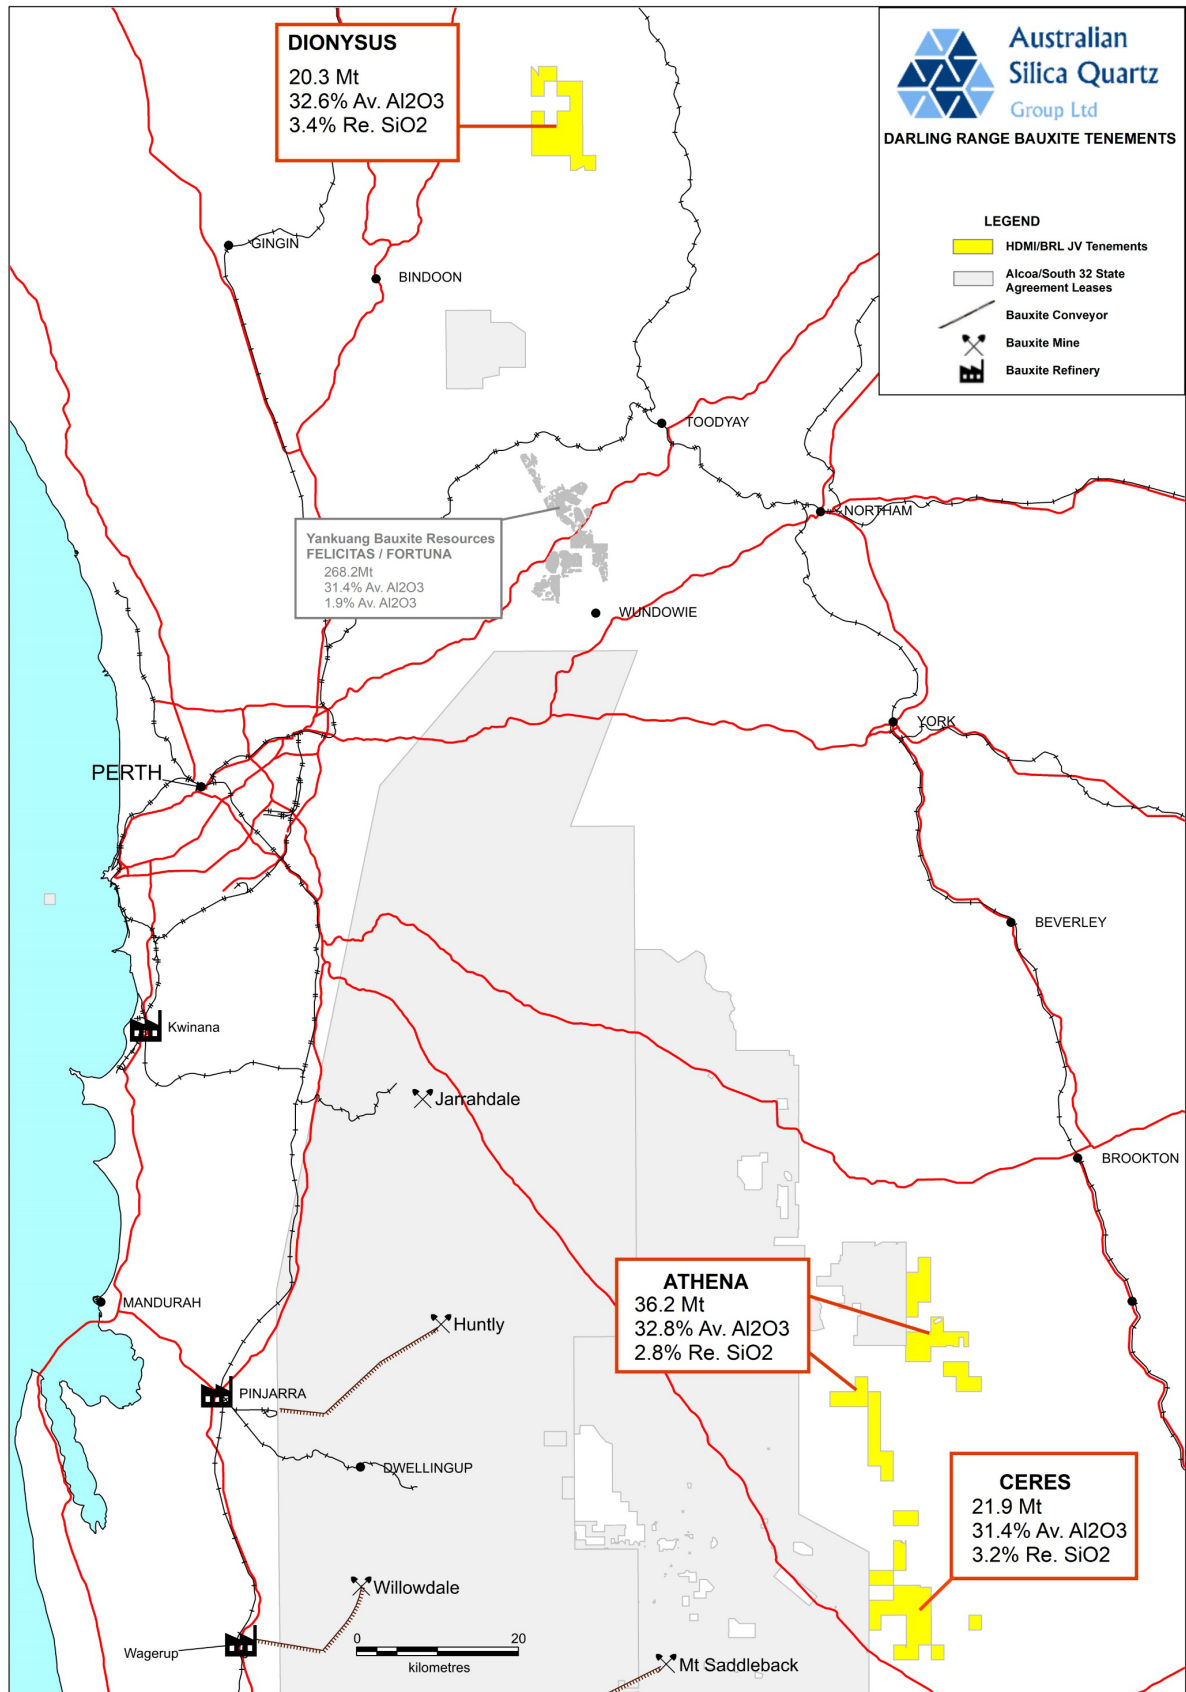 DIONYSUS
20.3 Mt
32.6% Av. Al2O3
3.4% Re. SiO2
Australian
Silica Quartz
Group Ltd
DARLING RANGE BAUXITE TENEMENTS
LEGEND
HDMI/BRL JV Tenements
Alcoa/South 32 State
Agreement Leases
Bauxite Conveyor
Bauxite Mine
Bauxite Refinery
GINGIN
BINDOON
TOODYAY
NORTHAM
Yankuang Bauxite Resources
FELICITAS / FORTUNA
268.2Mt
31.4% Av. Al2O3
1.9% Av. Al2O3
WUNDOWIE
YORK
PERTH
BEVERLEY
Kwinana
Jarrahdale
BROOKTON
ATHENA
36.2 Mt
32.8% Av. Al2O3
2.8% Re. SiO2
MANDURAH
Huntly
PINJARRA
DWELLINGUP
CERES
21.9 Mt
31.4% Av. Al2O3
3.2% Re. SiO2
Willowdale
Wagerup
0 20
kilometres
Mt Saddleback